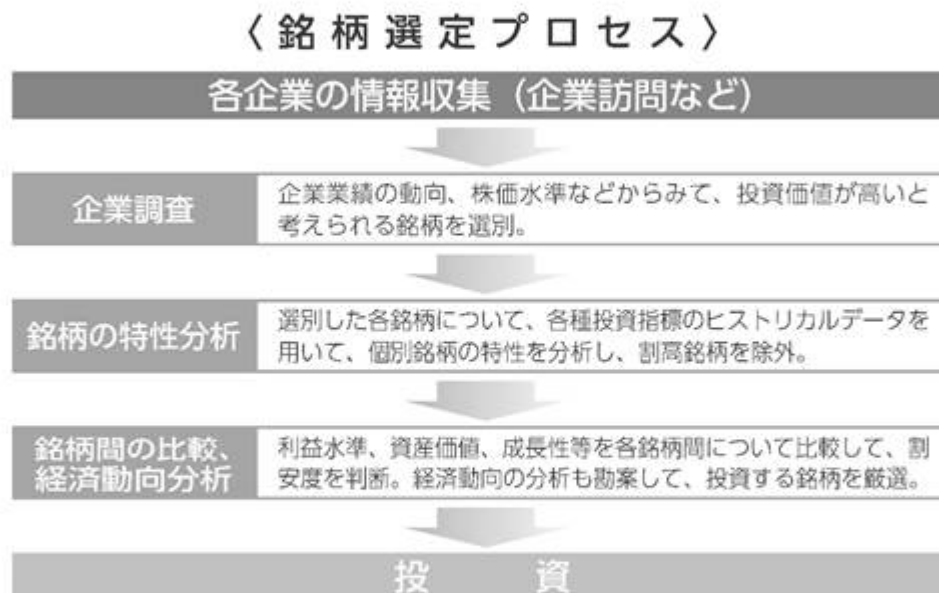 〈銘柄選定プロセス〉
各企業の情報収集（企業訪問など）
企業調査
企業業績の動向、株価水準などからみて、投資価値が高いと
考えられる銘柄を選別。
銘柄の特性分析
選別した各銘柄について、各種投資指標のヒストリカルデータを
用いて、個別銘柄の特性を分析し、割高銘柄を除外。
銘柄間の比較、
経済動向分析
利益水準、資産価値、成長性等を各銘柄間について比較して、割
安度を判断。経済動向の分析も勘案して、投資する銘柄を厳選。
投資